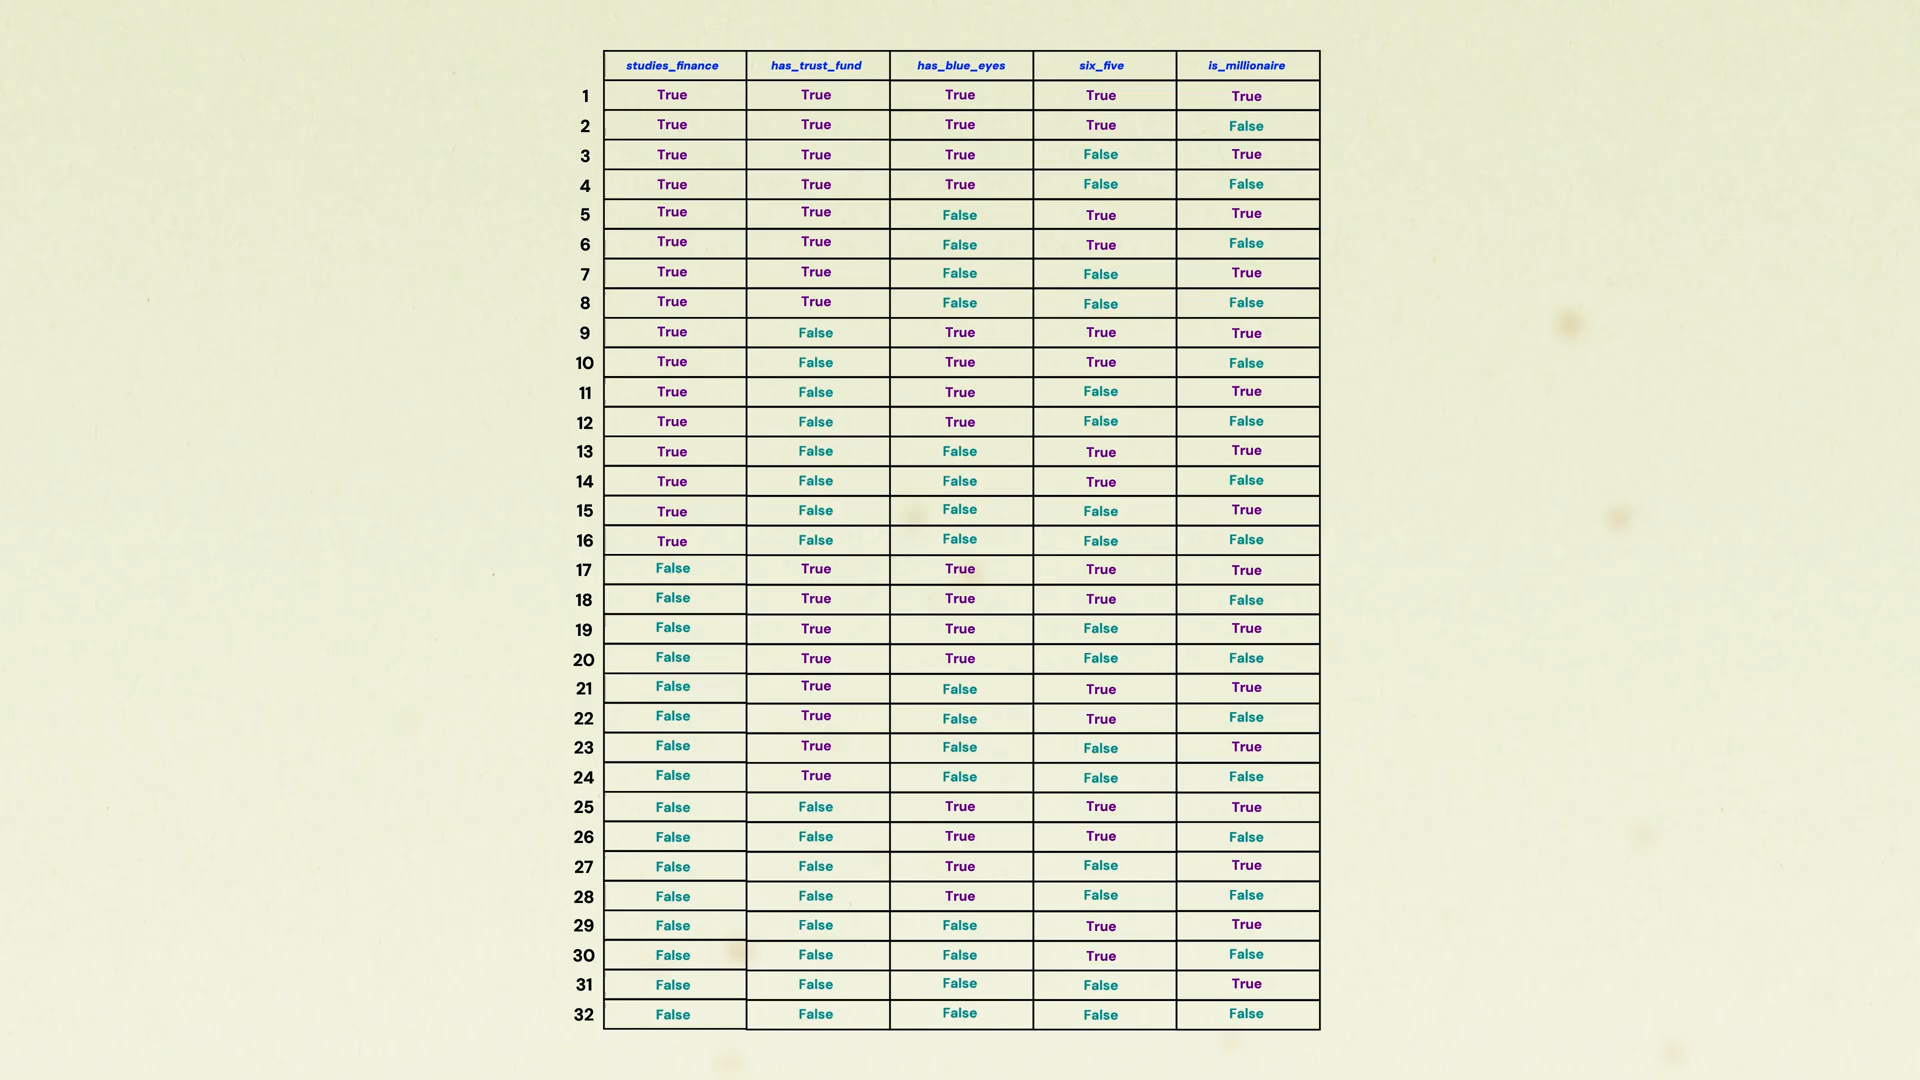 studies_finance has_trust_fund has_blue_eyes six_five is_millionaire
1 True True True True True
2 True True True True False
3 True True True False True
4 True True True False False
5 True True False True True
6 True True False True False
7 True True False False True
8 True True False False False
9 True False True True True
10 True False True True False
11 True False True False True
12 True False True False False
13 True False False True True
14 True False False True False
15 True False False False True
16 True False False False False
17 False True True True True
18 False True True True False
19 False True True False True
20 False True True False False
21 False True False True True
22 False True False True False
23 False True False False True
24 False True False False False
25 False False True True True
26 False False True True False
27 False False True False True
28 False False True False False
29 False False False True True
30 False False False True False
31 False False False False True
32 False False False False False